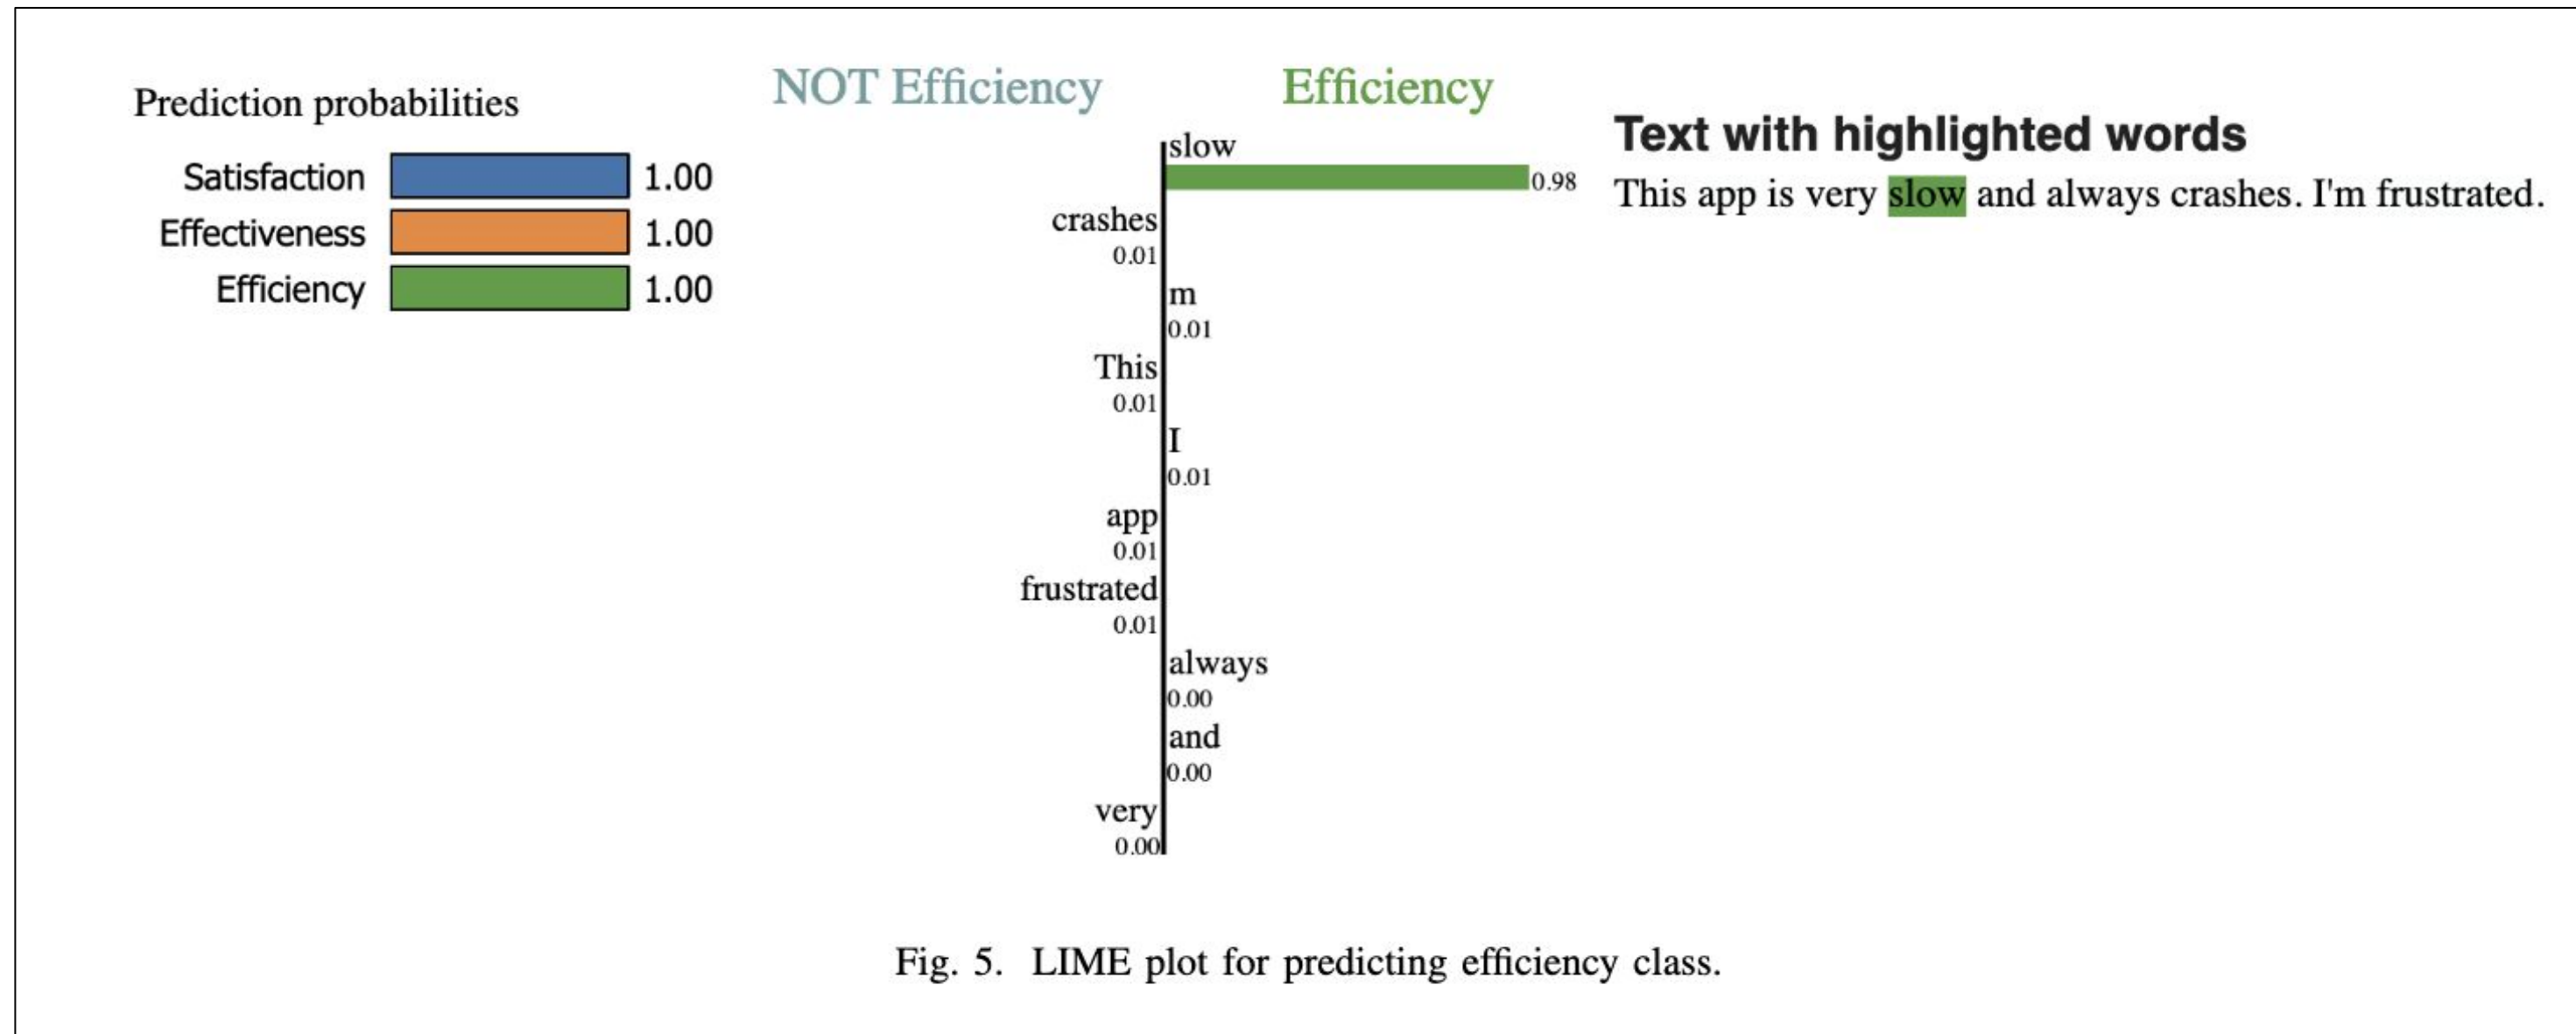 Prediction probabilities
Satisfaction 1.00
Effectiveness 1.00
Efficiency 1.00
NOT Efficiency Efficiency
slow
0.98
crashes
0.01
m
0.01
This
0.01
I
0.01
app
0.01
frustrated
0.01
always
0.00
and
0.00
very
0.00
Text with highlighted words
This app is very slow and always crashes. I'm frustrated.
Fig. 5. LIME plot for predicting efficiency class.